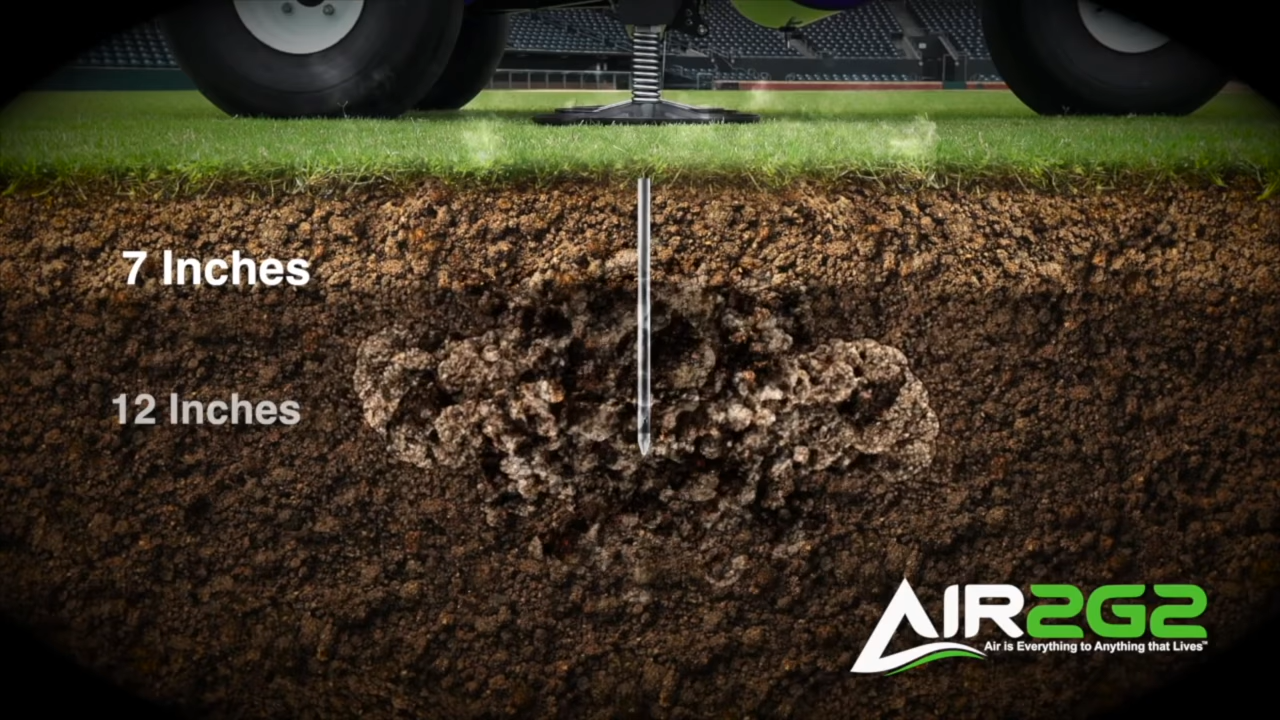 7 Inches
12 Inches
AIR2G2
Air is Everything to Anything that Lives™